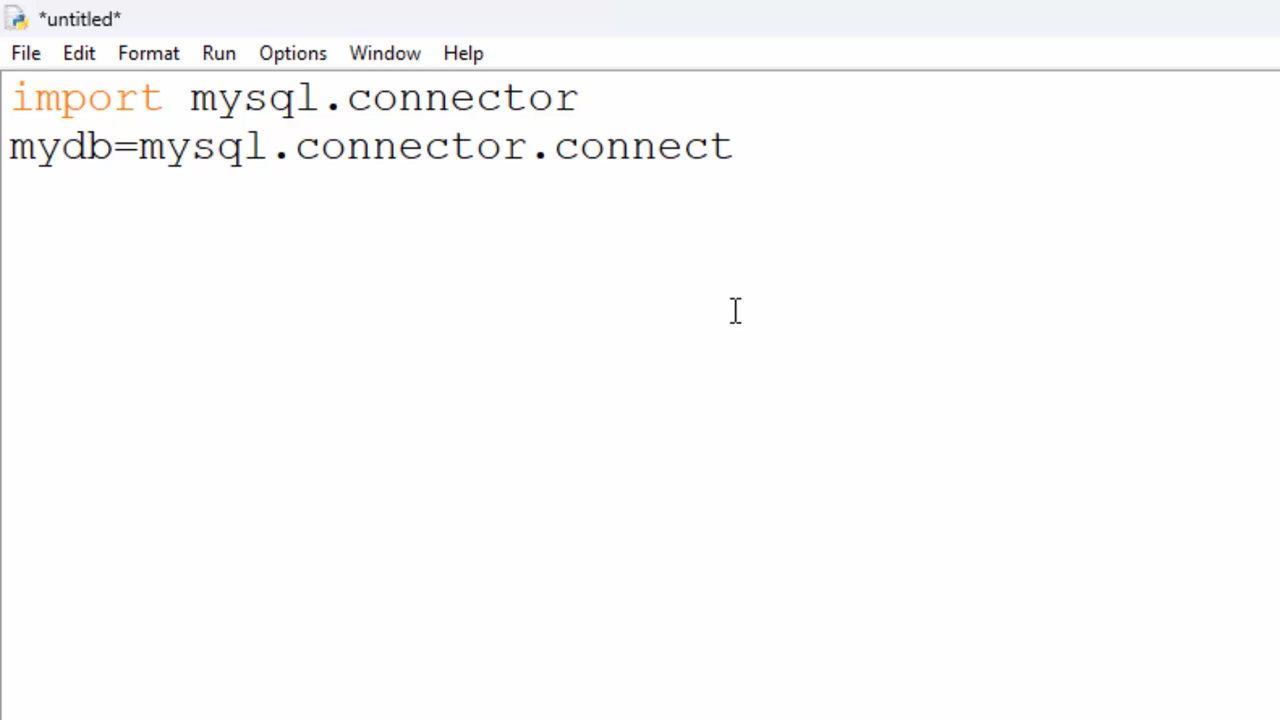 *untitled*
File Edit Format Run Options Window Help
import mysql.connector
mydb=mysql.connector.connect